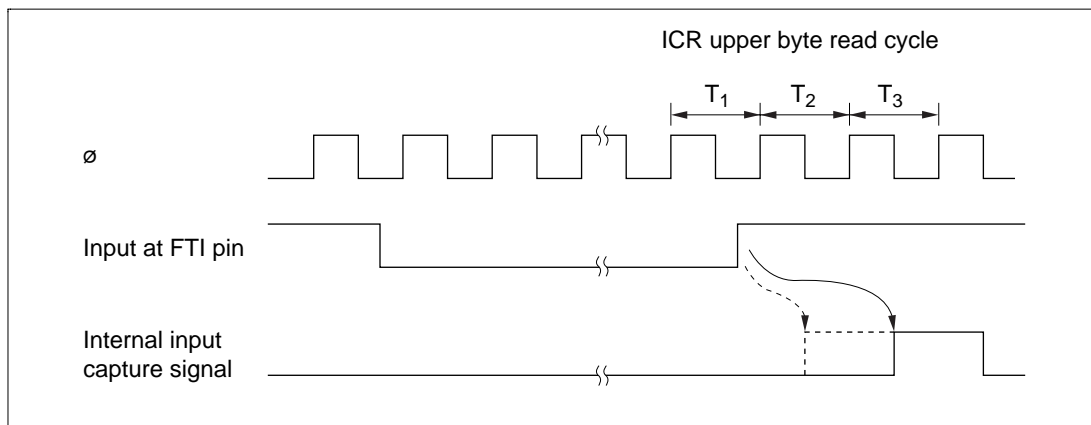 ICR upper byte read cycle
T1 T2 T3
ø
Input at FTI pin
Internal input
capture signal